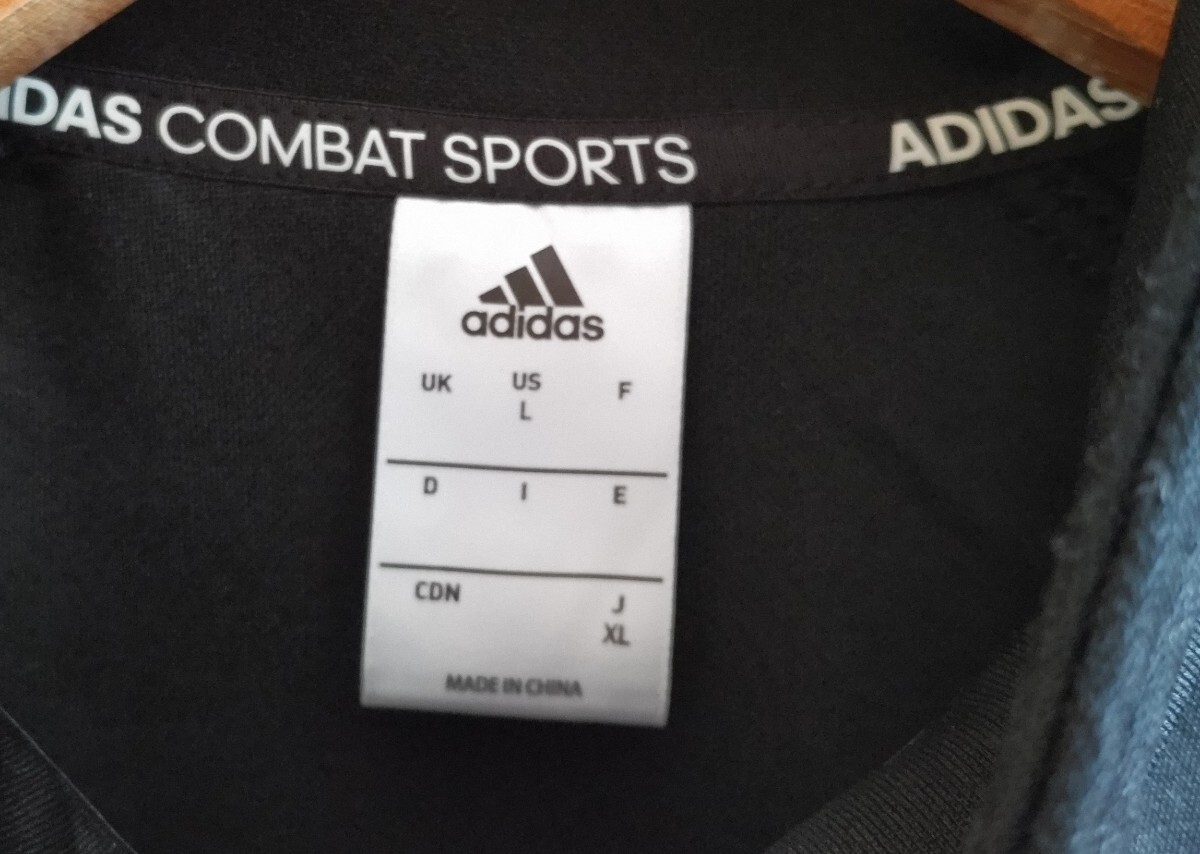 IDAS COMBAT SPORTS ADIDAS
adidas
UK US F
L
D I E
CDN J
XL
MADE IN CHINA